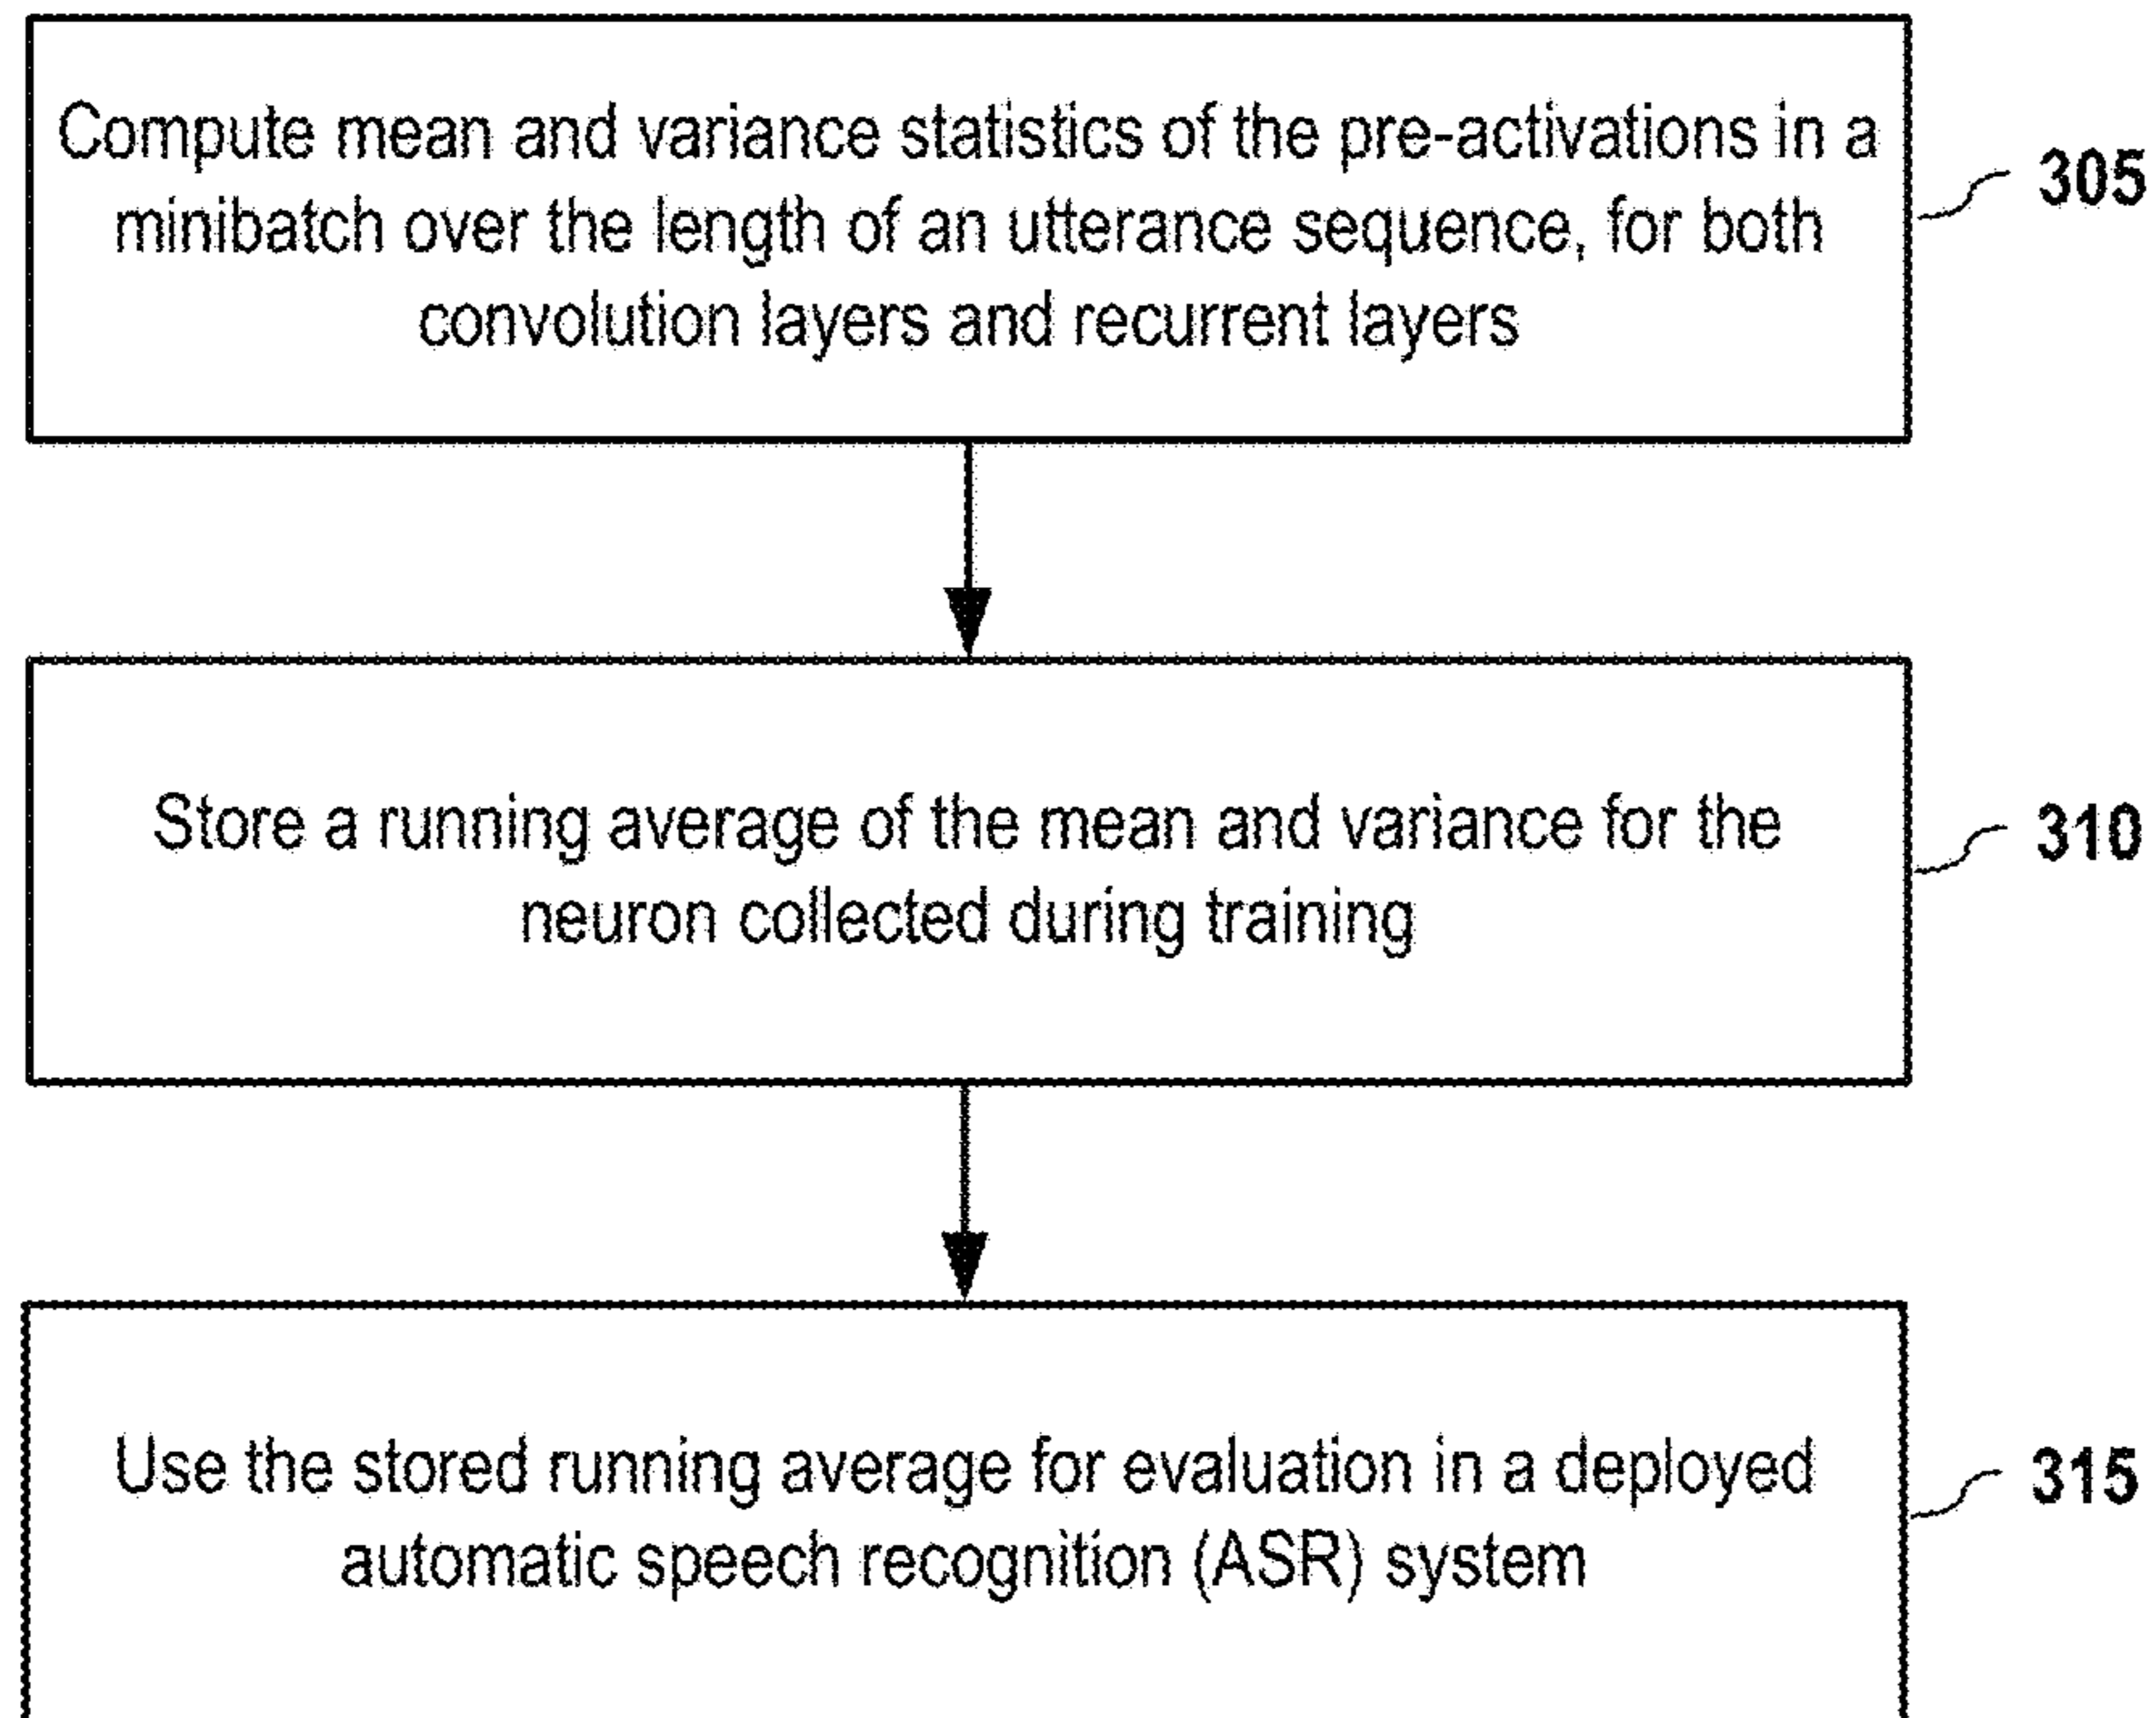 Compute mean and variance statistics of the pre-activations in a
minibatch over the length of an utterance sequence, for both
convolution layers and recurrent layers
305
Store a running average of the mean and variance for the
neuron collected during training
310
Use the stored running average for evaluation in a deployed
automatic speech recognition (ASR) system
315